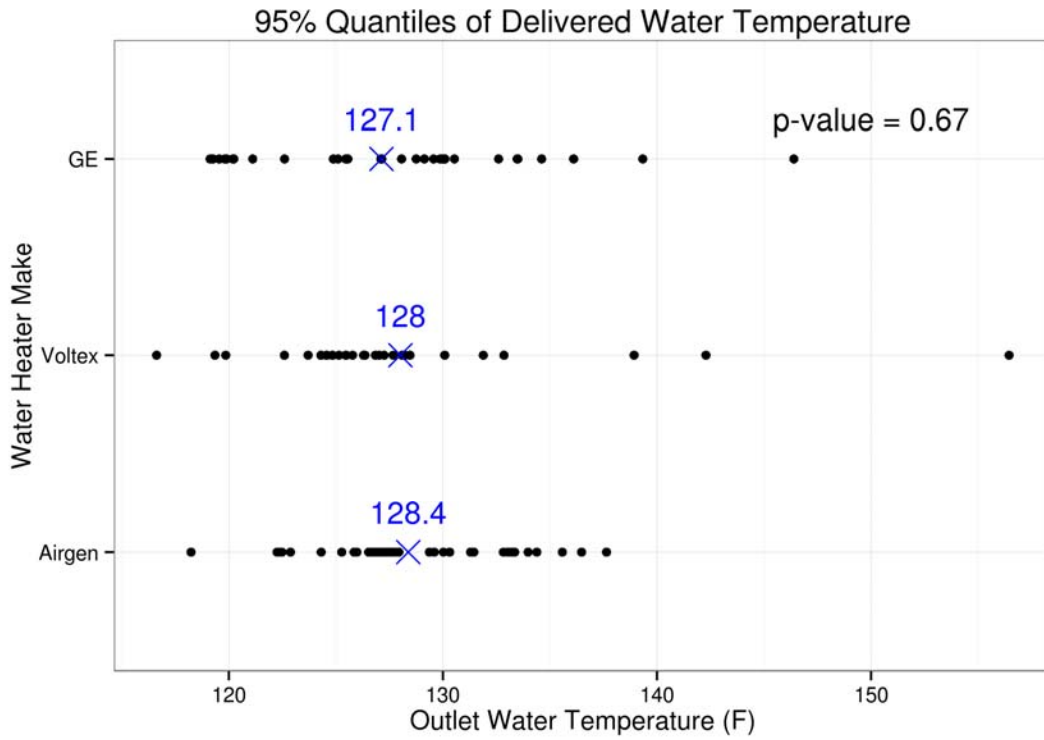 95% Quantiles of Delivered Water Temperature
127.1
p-value = 0.67
GE
128
Voltex
128.4
Airgen
Water Heater Make
120 130 140 150
Outlet Water Temperature (F)